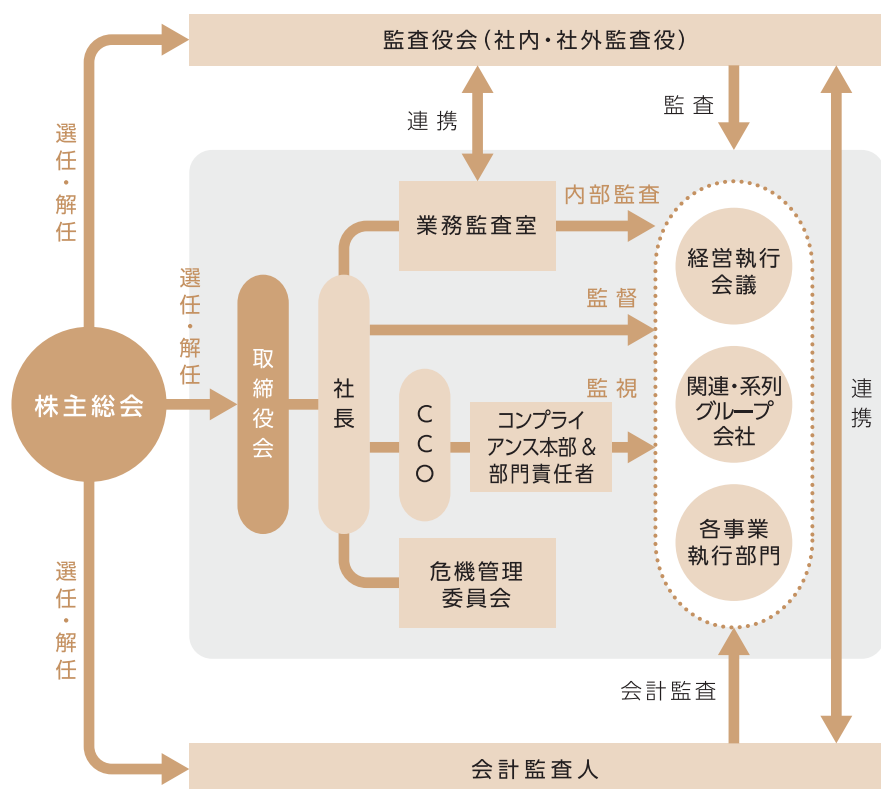 監査役会（社内・社外監査役）
連携
監査
選任・解任
内部監査
業務監査室
経営執行
会議
選任・解任
監督
取締役会
社長
株主総会
CCO
監視
コンプライ
アンス本部＆
部門責任者
関連・系列
グループ
会社
連携
各事業
執行部門
危機管理
委員会
選任・解任
会計監査
会計監査人